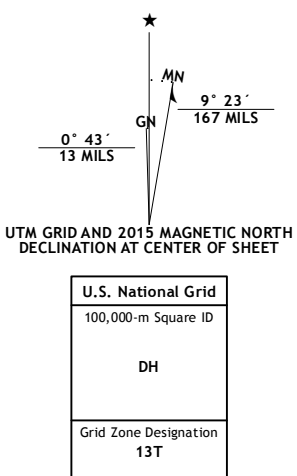 ★
MN
GN
9° 23´
167 MILS
0° 43´
13 MILS
UTM GRID AND 2015 MAGNETIC NORTH
DECLINATION AT CENTER OF SHEET
U.S. National Grid
100,000-m Square ID
DH
Grid Zone Designation
13T